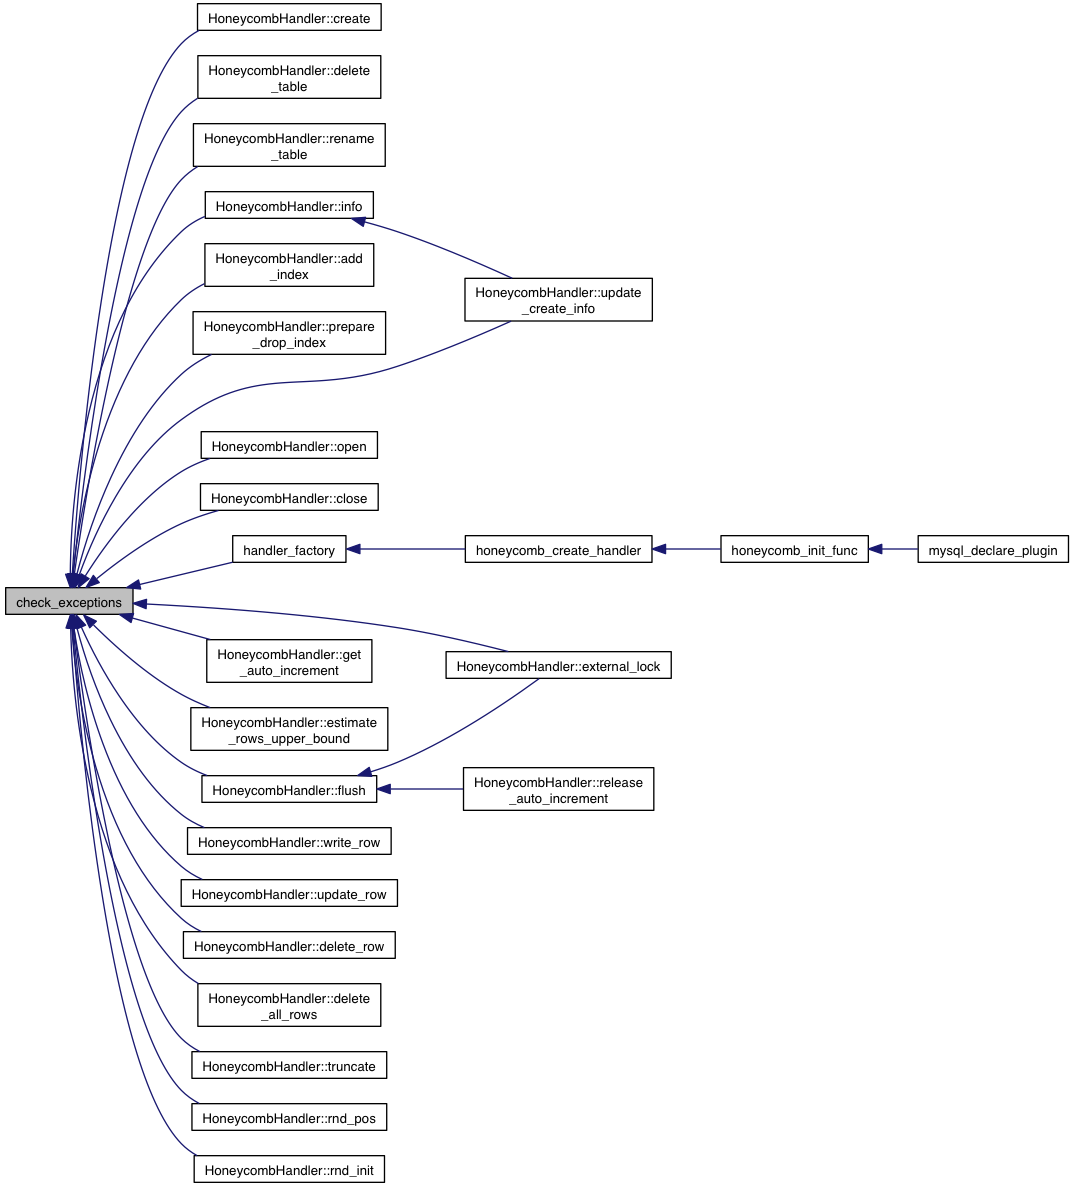 HoneycombHandler::create
HoneycombHandler::delete
_table
HoneycombHandler::rename
_table
HoneycombHandler::info
HoneycombHandler::add
_index
HoneycombHandler::update
_create_info
HoneycombHandler::prepare
_drop_index
HoneycombHandler::open
HoneycombHandler::close
handler_factory
honeycomb_create_handler
honeycomb_init_func
mysql_declare_plugin
check_exceptions
HoneycombHandler::get
_auto_increment
HoneycombHandler::external_lock
HoneycombHandler::estimate
_rows_upper_bound
HoneycombHandler::flush
HoneycombHandler::release
_auto_increment
HoneycombHandler::write_row
HoneycombHandler::update_row
HoneycombHandler::delete_row
HoneycombHandler::delete
_all_rows
HoneycombHandler::truncate
HoneycombHandler::rnd_pos
HoneycombHandler::rnd_init